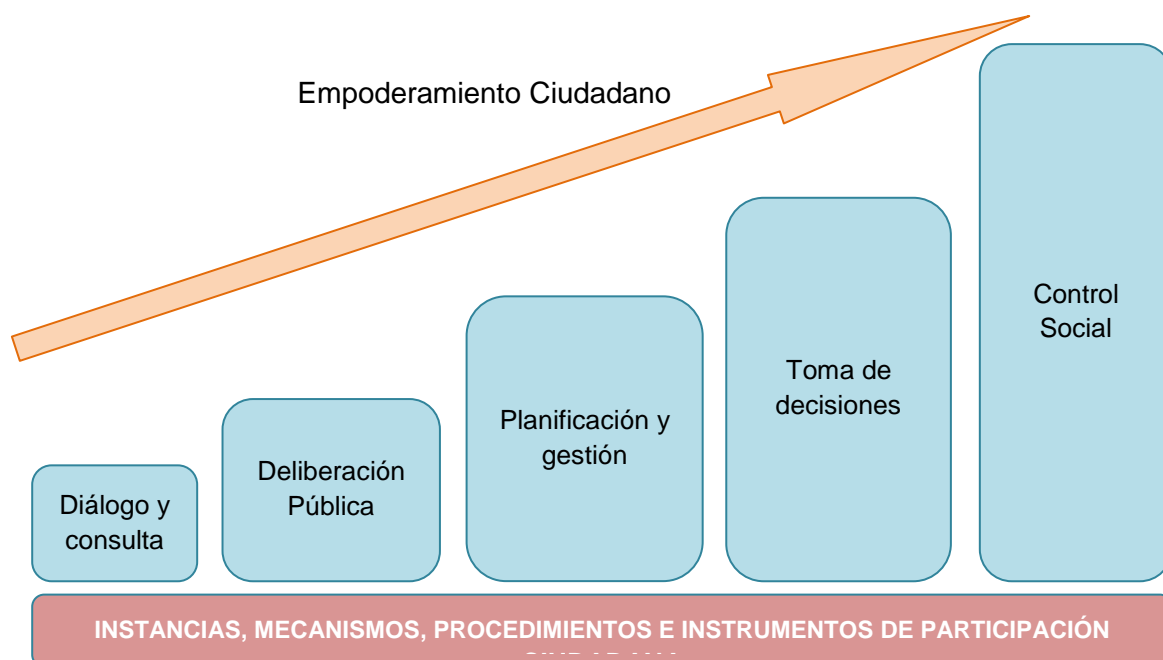 Empoderamiento Ciudadano
Control
Social
Toma de
decisiones
Planificación y
gestión
Deliberación
Pública
Diálogo y
consulta
INSTANCIAS, MECANISMOS, PROCEDIMIENTOS E INSTRUMENTOS DE PARTICIPACIÓN